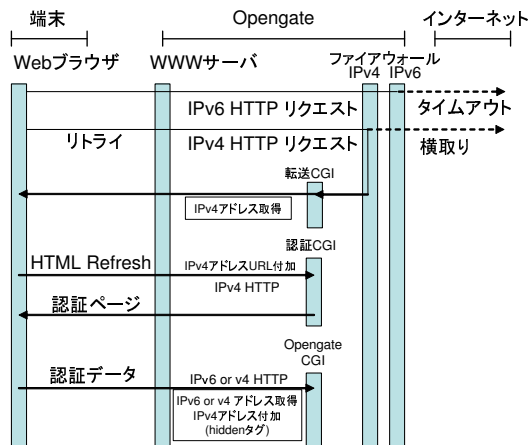 端末
Opengate
インターネット
Webブラウザ
WWWサーバ
ファイアウォール
IPv4
IPv6
IPv6 HTTP リクエスト
タイムアウト
リトライ
IPv4 HTTP リクエスト
横取り
転送CGI
IPv4アドレス取得
認証CGI
HTML Refresh
IPv4アドレスURL付加
IPv4 HTTP
認証ページ
Opengate
CGI
認証データ
IPv6 or v4 HTTP
IPv6 or v4 アドレス取得
IPv4アドレス付加
(hiddenタグ)